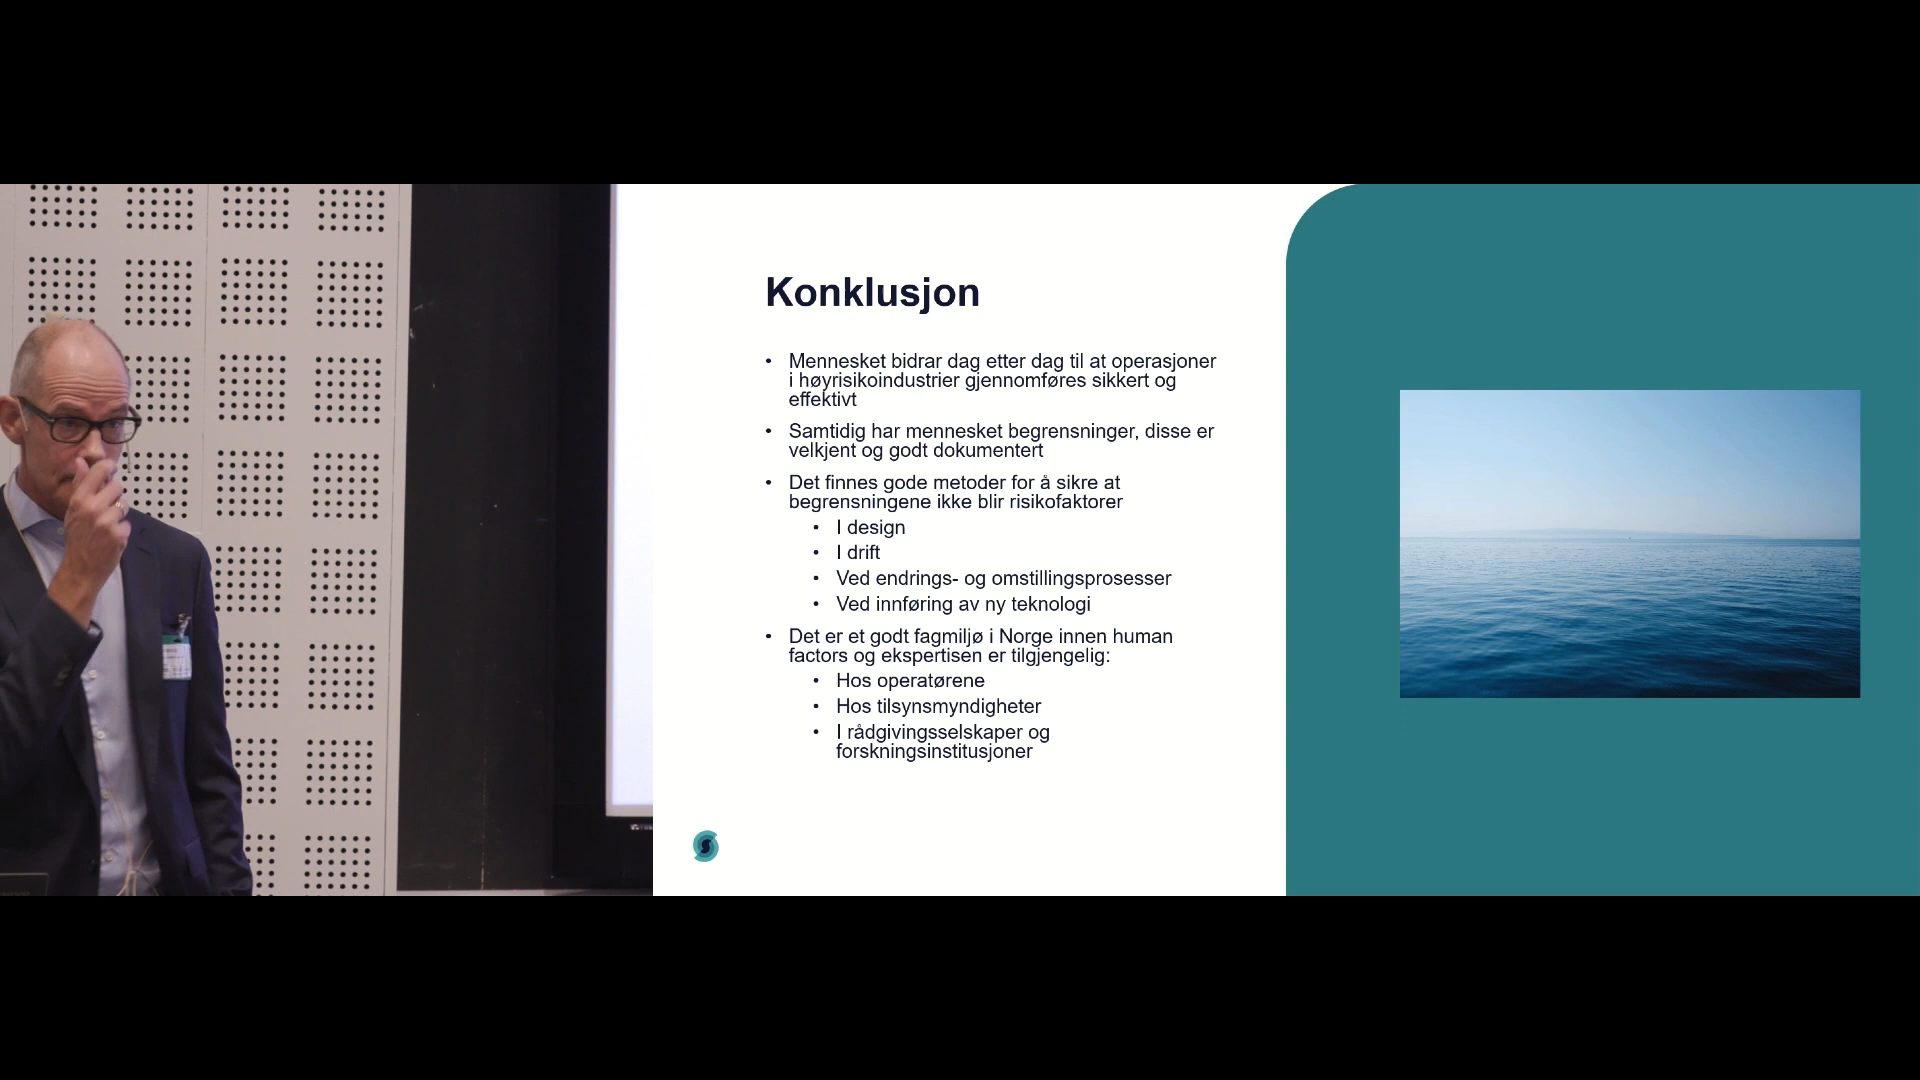 Konklusjon
• Mennesket bidrar dag etter dag til at operasjoner
i høyrisikoindustrier gjennomføres sikkert og
effektivt
• Samtidig har mennesket begrensninger, disse er
velkjent og godt dokumentert
• Det finnes gode metoder for å sikre at
begrensningene ikke blir risikofaktorer
• I design
• I drift
• Ved endrings- og omstillingsprosesser
• Ved innføring av ny teknologi
• Det er et godt fagmiljø i Norge innen human
factors og ekspertisen er tilgjengelig:
• Hos operatørene
• Hos tilsynsmyndigheter
• I rådgivingsselskaper og
forskningsinstitusjoner